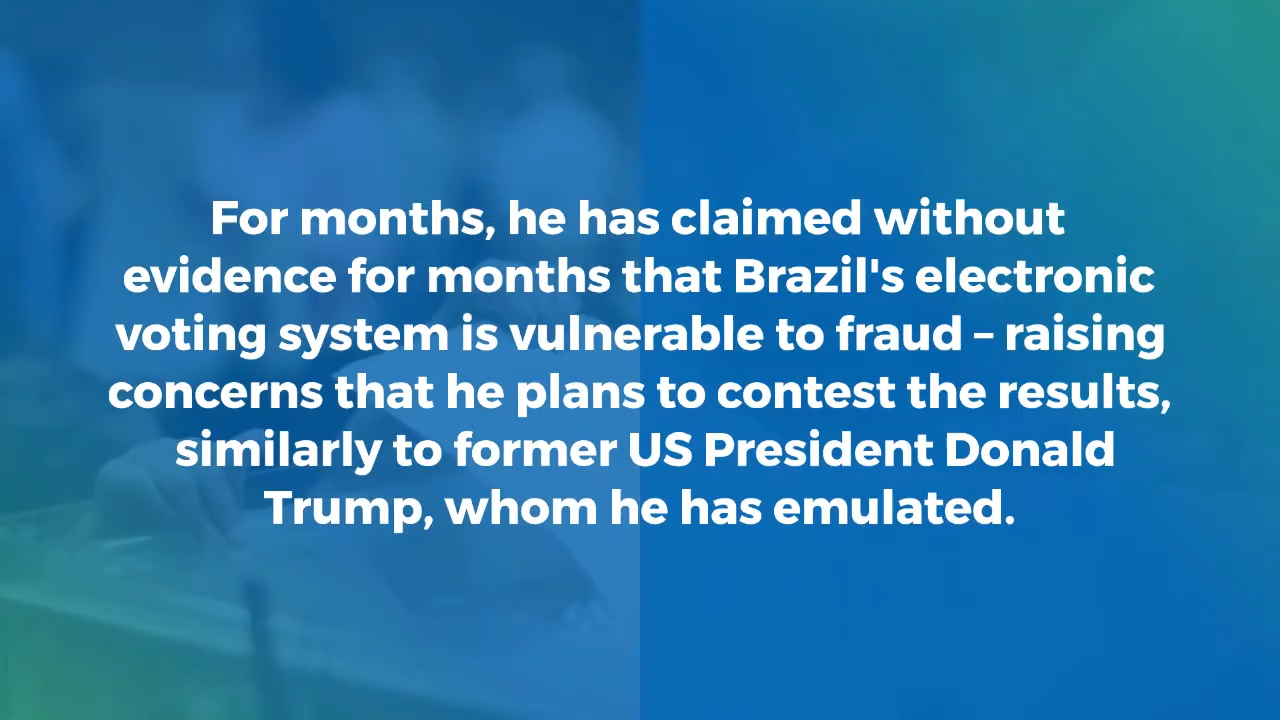 For months, he has claimed without
evidence for months that Brazil's electronic
voting system is vulnerable to fraud – raising
concerns that he plans to contest the results,
similarly to former US President Donald
Trump, whom he has emulated.